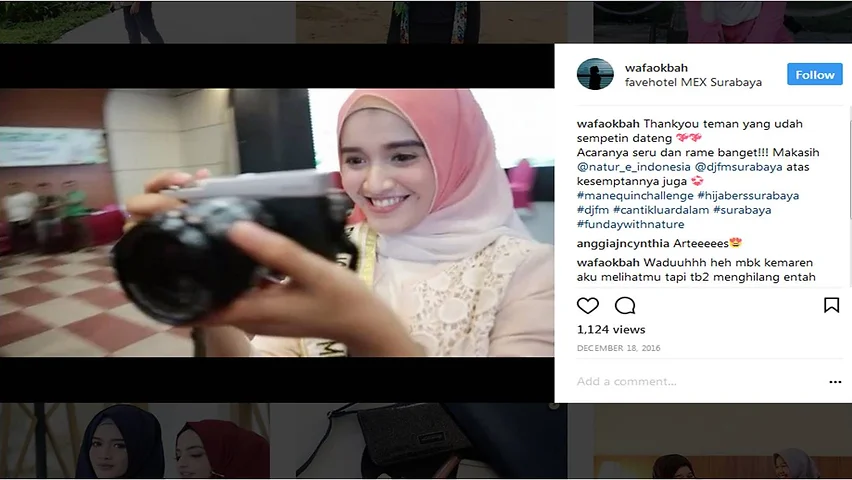 wafaokbah
favehotel MEX Surabaya
Follow
wafaokbah Thankyou teman yang udah
sempetin dateng 💖💖
Acaranya seru dan rame banget!!! Makasih
@natur_e_indonesia @djfmsurabaya atas
kesemptannya juga 💞
#manequinchallenge #hijaberssurabaya
#djfm #cantikluardalam #surabaya
#fundaywithnature
anggiajncynthia Arteeeees😍
wafaokbah Waduuhhh heh mbk kemaren
aku melihatmu tapi tb2 menghilang entah
1,124 views
DECEMBER 18, 2016
Add a comment...